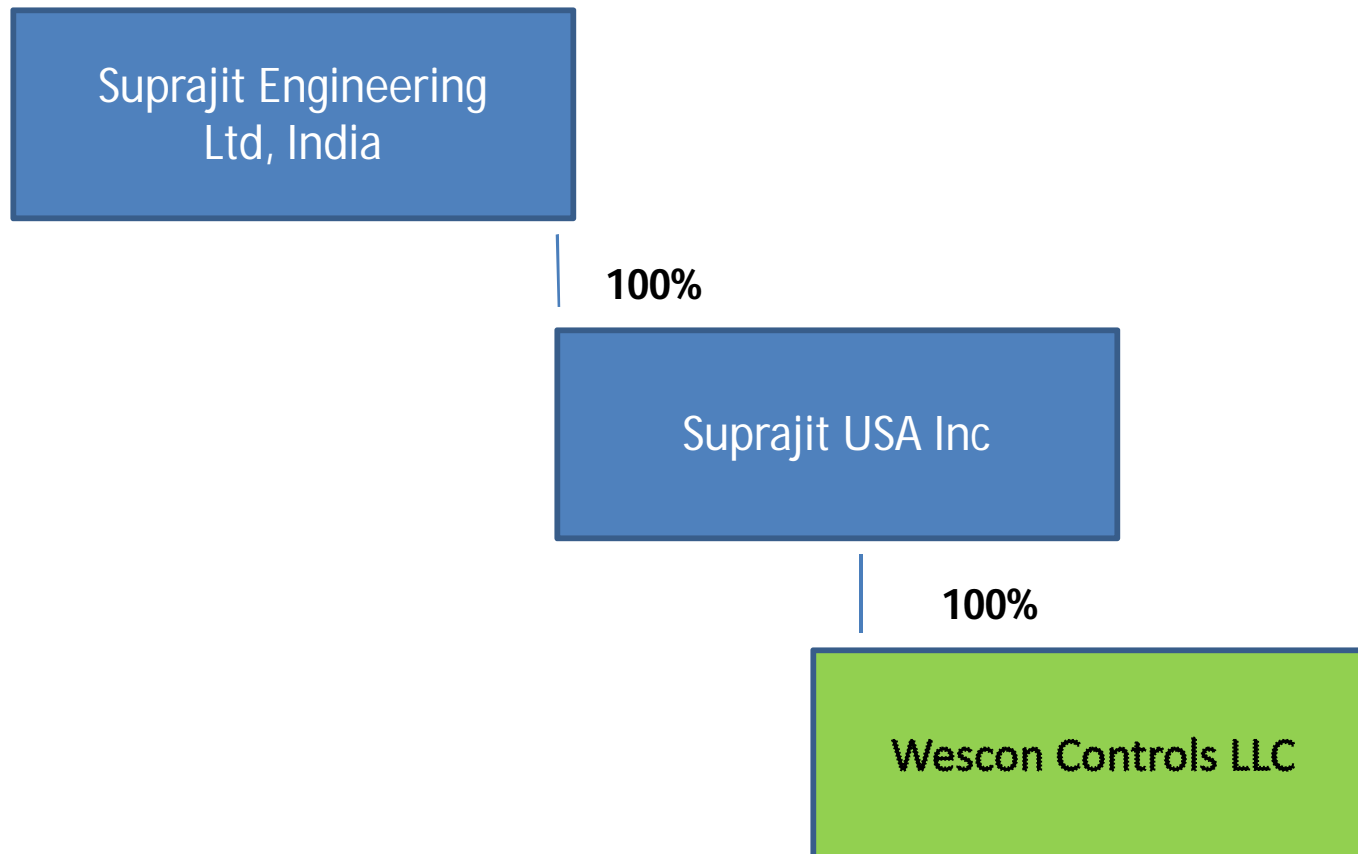 Suprajit Engineering
Ltd, India
100%
Suprajit USA Inc
100%
Wescon Controls LLC